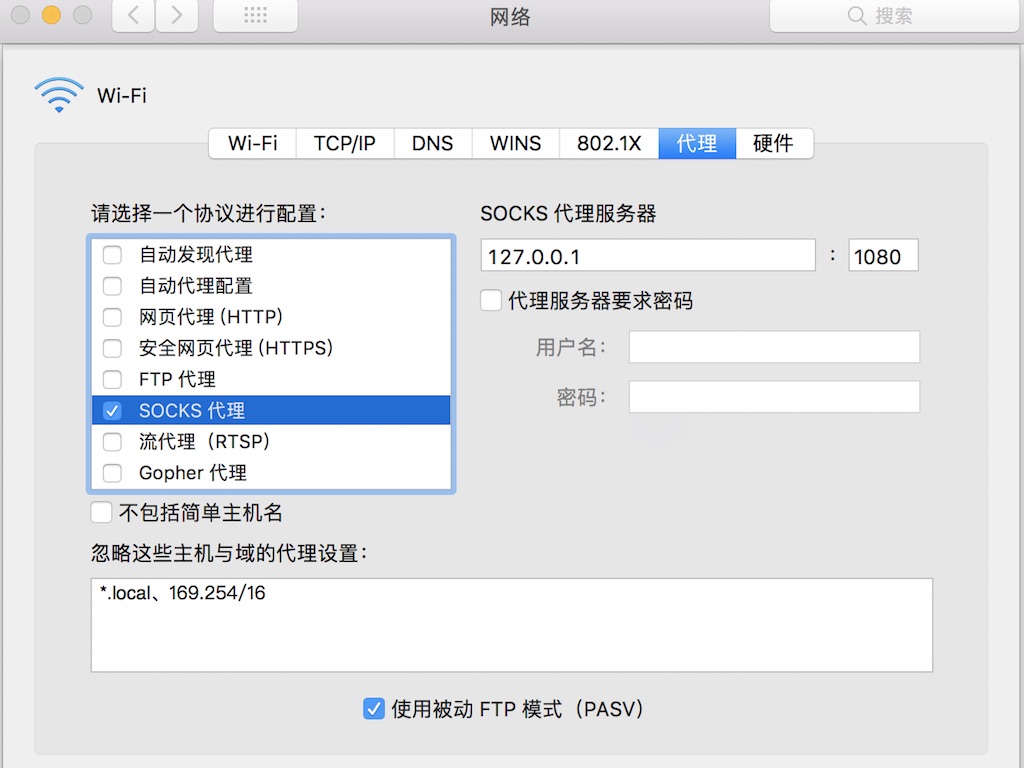 网络
搜索
Wi-Fi
Wi-Fi TCP/IP DNS WINS 802.1X 代理 硬件
请选择一个协议进行配置：
自动发现代理
自动代理配置
网页代理 (HTTP)
安全网页代理 (HTTPS)
FTP 代理
SOCKS 代理
流代理（RTSP）
Gopher 代理
SOCKS 代理服务器
127.0.0.1 : 1080
代理服务器要求密码
用户名：
密码：
不包括简单主机名
忽略这些主机与域的代理设置：
*.local、169.254/16
使用被动 FTP 模式（PASV）